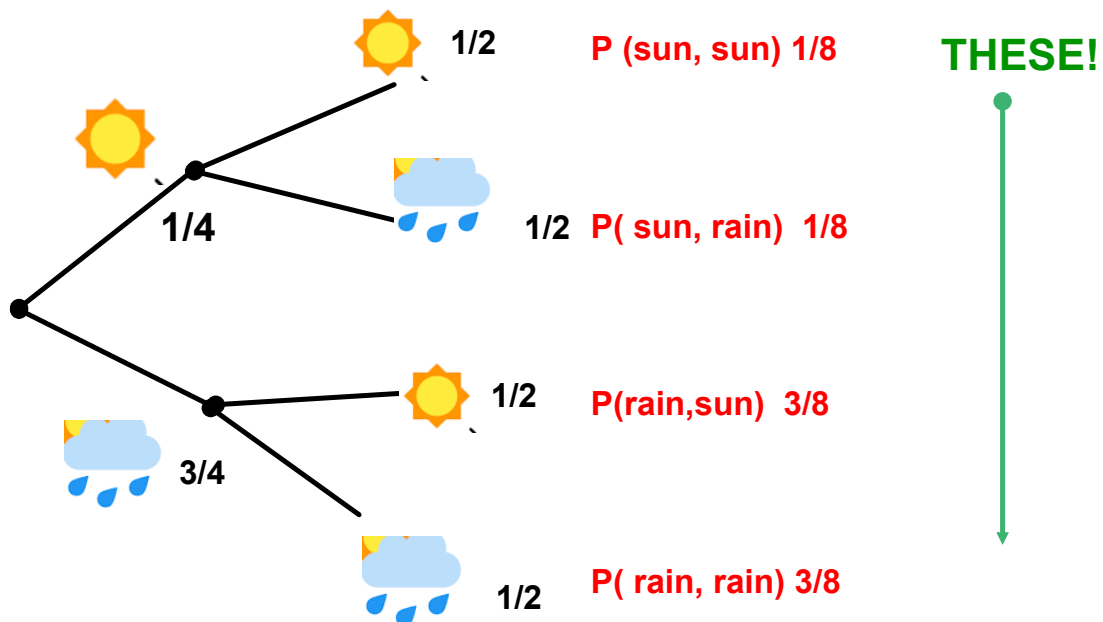 1/2 P (sun, sun) 1/8 THESE!
1/4
1/2 P( sun, rain) 1/8
1/2 P(rain,sun) 3/8
3/4
1/2 P( rain, rain) 3/8